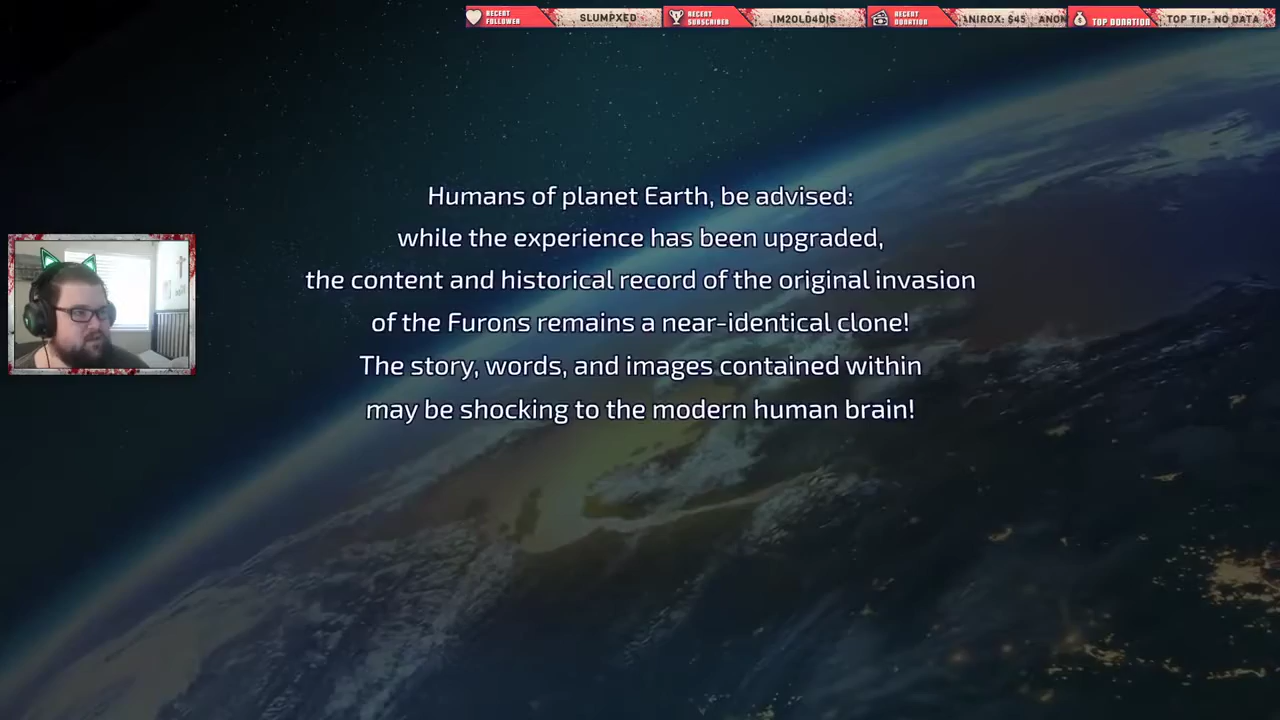 RECENT FOLLOWER
SLUMPXED
RECENT SUBSCRIBER
IM2OLD4DIS
RECENT DONATION
$45
TOP DONATION
TOP TIP: NO DATA
Humans of planet Earth, be advised:
while the experience has been upgraded,
the content and historical record of the original invasion
of the Furons remains a near-identical clone!
The story, words, and images contained within
may be shocking to the modern human brain!